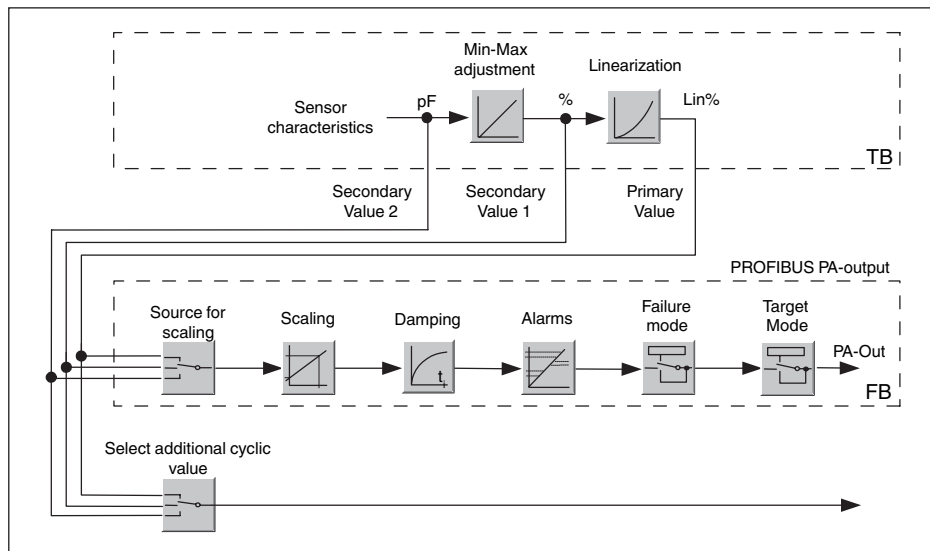 Min-Max
adjustment
Linearization
Sensor
characteristics
pF
%
Lin%
TB
Secondary
Value 2
Secondary
Value 1
Primary
Value
PROFIBUS PA-output
Source for
scaling
Scaling
Damping
Alarms
Failure
mode
Target
Mode
t
PA-Out
FB
Select additional cyclic
value